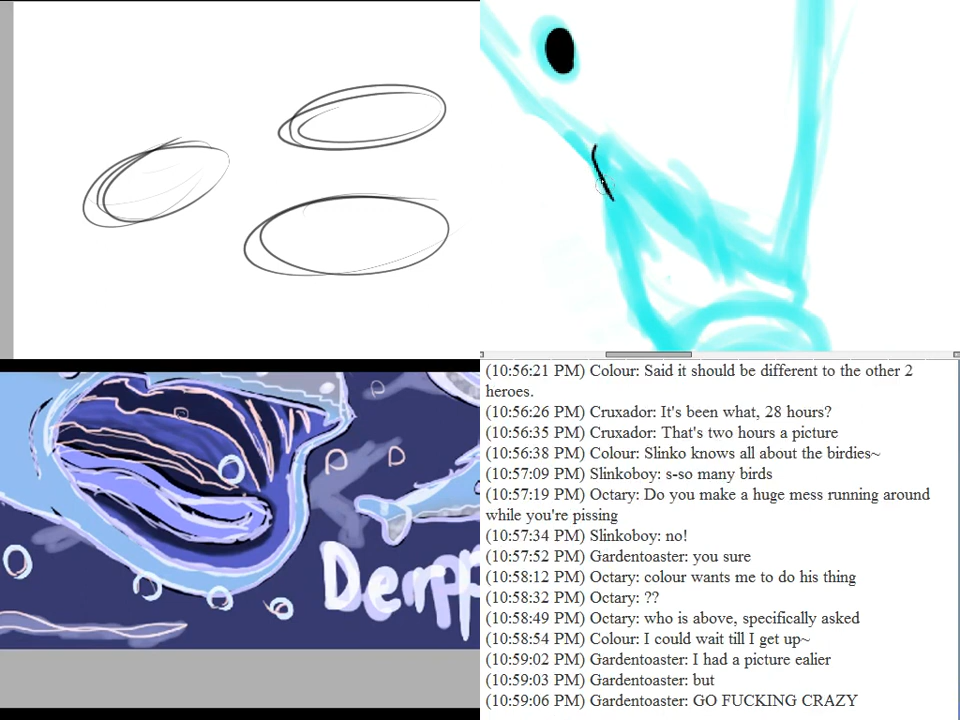 Derpp
(10:56:21 PM) Colour: Said it should be different to the other 2
heroes.
(10:56:26 PM) Cruxador: It's been what, 28 hours?
(10:56:35 PM) Cruxador: That's two hours a picture
(10:56:38 PM) Colour: Slinko knows all about the birdies~
(10:57:09 PM) Slinkoboy: s-so many birds
(10:57:19 PM) Octary: Do you make a huge mess running around
while you're pissing
(10:57:34 PM) Slinkoboy: no!
(10:57:52 PM) Gardentoaster: you sure
(10:58:12 PM) Octary: colour wants me to do his thing
(10:58:32 PM) Octary: ??
(10:58:49 PM) Octary: who is above, specifically asked
(10:58:54 PM) Colour: I could wait till I get up~
(10:59:02 PM) Gardentoaster: I had a picture ealier
(10:59:03 PM) Gardentoaster: but
(10:59:06 PM) Gardentoaster: GO FUCKING CRAZY